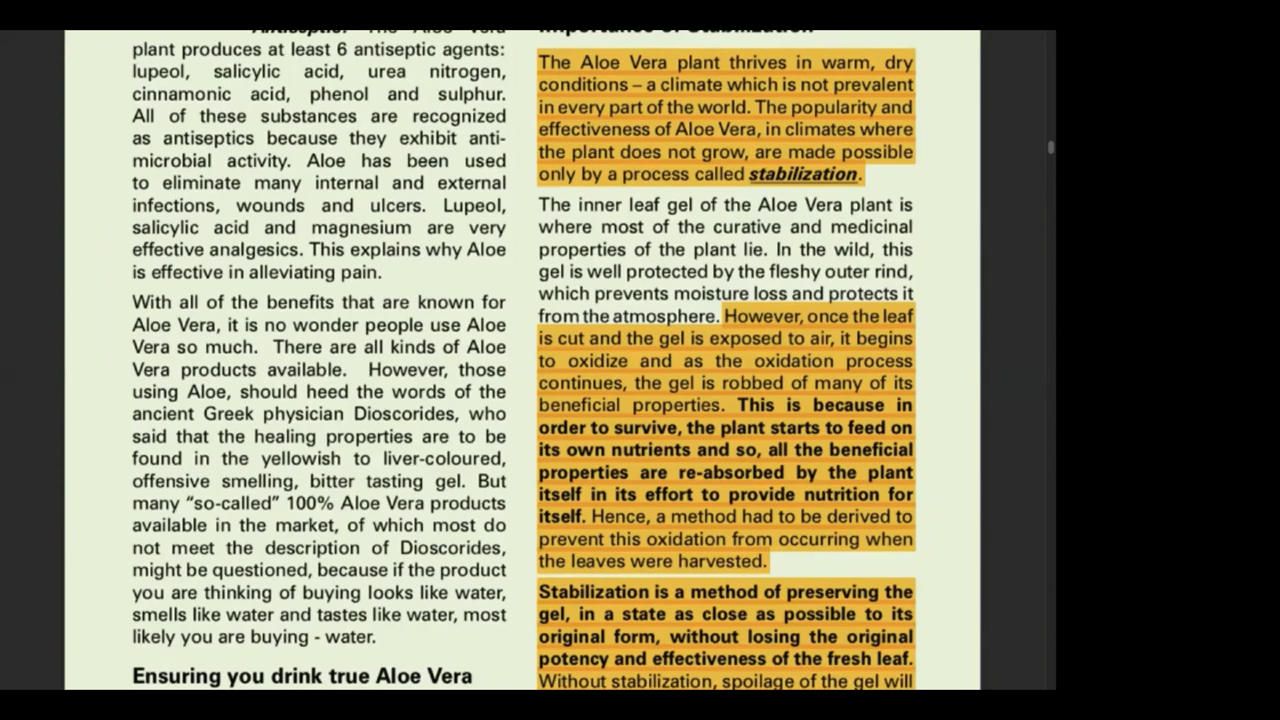 Antiseptic: The Aloe Vera
plant produces at least 6 antiseptic agents:
lupeol, salicylic acid, urea nitrogen,
cinnamonic acid, phenol and sulphur.
All of these substances are recognized
as antiseptics because they exhibit anti-
microbial activity. Aloe has been used
to eliminate many internal and external
infections, wounds and ulcers. Lupeol,
salicylic acid and magnesium are very
effective analgesics. This explains why Aloe
is effective in alleviating pain.
With all of the benefits that are known for
Aloe Vera, it is no wonder people use Aloe
Vera so much. There are all kinds of Aloe
Vera products available. However, those
using Aloe, should heed the words of the
ancient Greek physician Dioscorides, who
said that the healing properties are to be
found in the yellowish to liver-coloured,
offensive smelling, bitter tasting gel. But
many “so-called” 100% Aloe Vera products
available in the market, of which most do
not meet the description of Dioscorides,
might be questioned, because if the product
you are thinking of buying looks like water,
smells like water and tastes like water, most
likely you are buying - water.
Ensuring you drink true Aloe Vera
Importance of Stabilization
The Aloe Vera plant thrives in warm, dry
conditions – a climate which is not prevalent
in every part of the world. The popularity and
effectiveness of Aloe Vera, in climates where
the plant does not grow, are made possible
only by a process called stabilization.
The inner leaf gel of the Aloe Vera plant is
where most of the curative and medicinal
properties of the plant lie. In the wild, this
gel is well protected by the fleshy outer rind,
which prevents moisture loss and protects it
from the atmosphere. However, once the leaf
is cut and the gel is exposed to air, it begins
to oxidize and as the oxidation process
continues, the gel is robbed of many of its
beneficial properties. This is because in
order to survive, the plant starts to feed on
its own nutrients and so, all the beneficial
properties are re-absorbed by the plant
itself in its effort to provide nutrition for
itself. Hence, a method had to be derived to
prevent this oxidation from occurring when
the leaves were harvested.
Stabilization is a method of preserving the
gel, in a state as close as possible to its
original form, without losing the original
potency and effectiveness of the fresh leaf.
Without stabilization, spoilage of the gel will